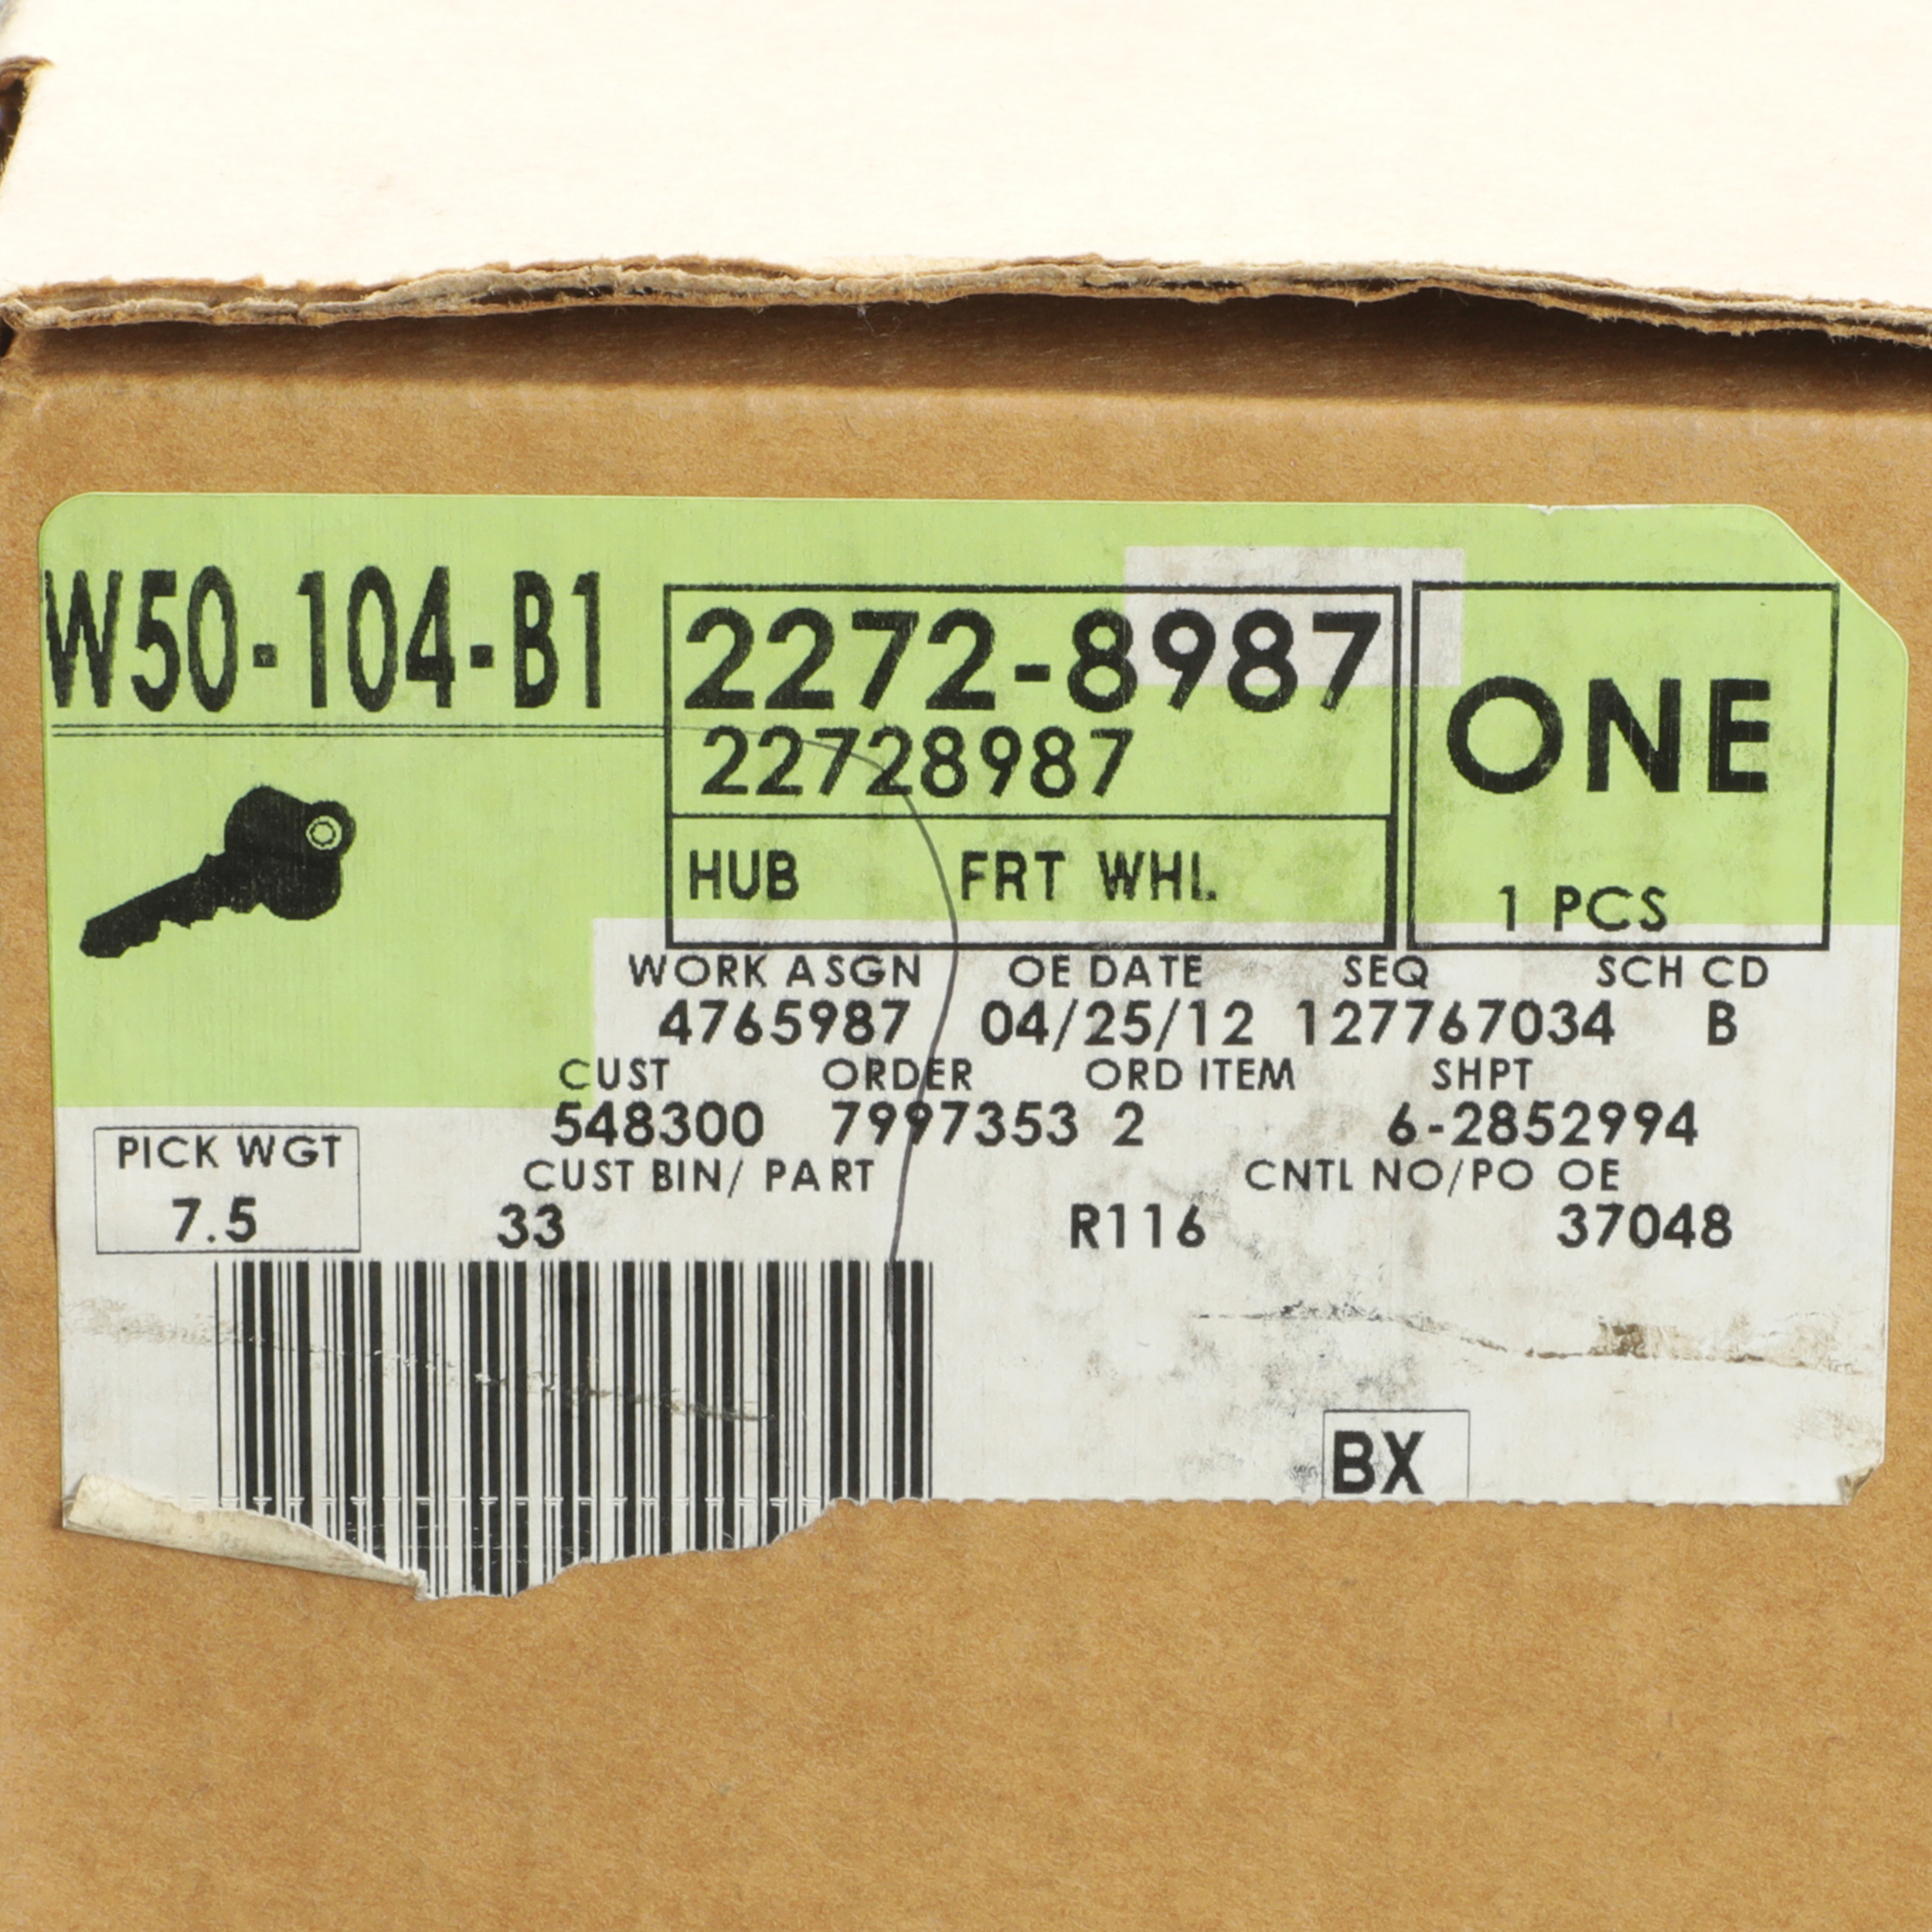 W50-104-B1
2272-8987
22728987
ONE
HUB FRT WHL
1 PCS
WORK ASGN OE DATE SEQ SCH CD
4765987 04/25/12 127767034 B
CUST ORDER ORD ITEM SHPT
548300 7997353 2 6-2852994
PICK WGT
CUST BIN/ PART CNTL NO/PO OE
7.5 33 R116 37048
BX